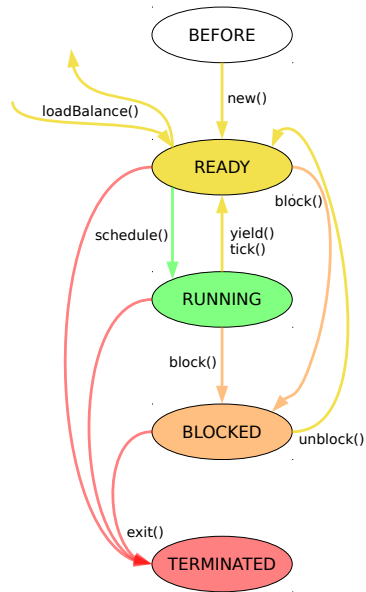 BEFORE
new()
loadBalance()
READY
block()
schedule()
yield()
tick()
RUNNING
block()
BLOCKED
unblock()
exit()
TERMINATED